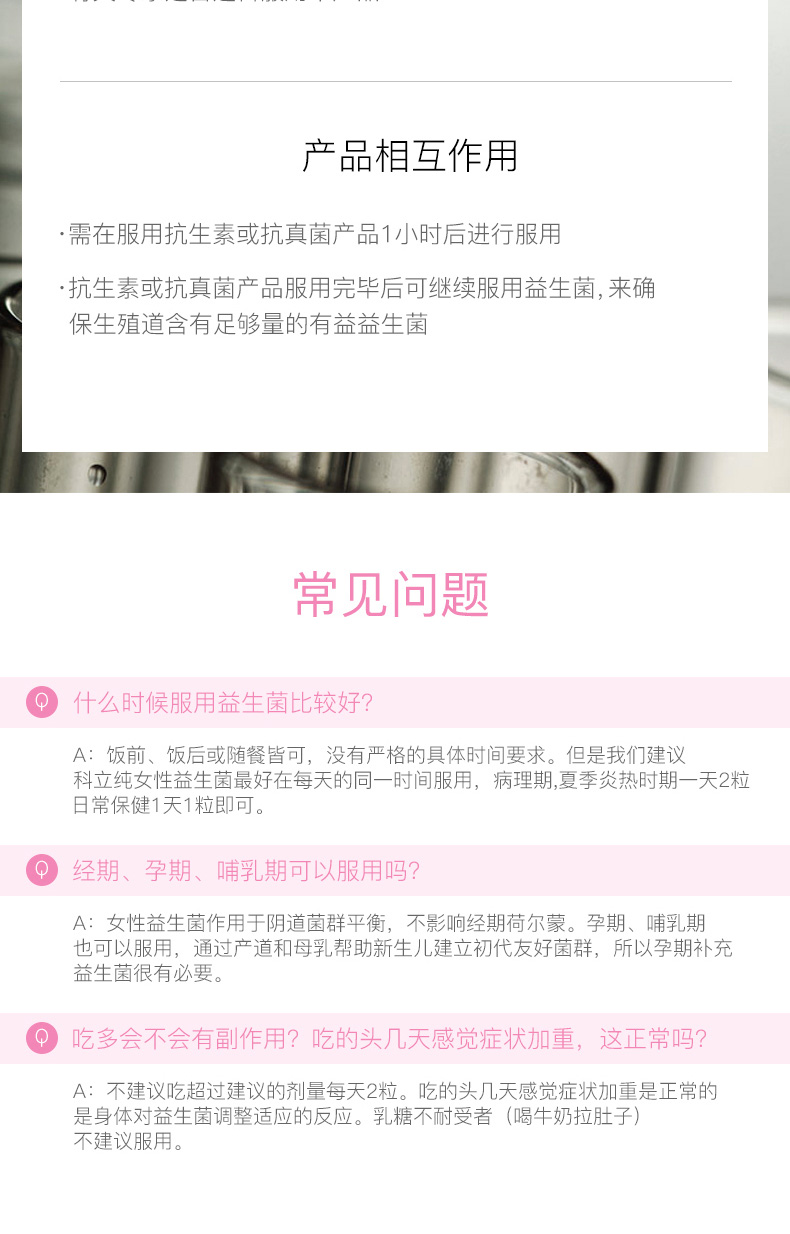 产品相互作用
·需在服用抗生素或抗真菌产品1小时后进行服用
·抗生素或抗真菌产品服用完毕后可继续服用益生菌,来确
保生殖道含有足够量的有益益生菌
常见问题
Q 什么时候服用益生菌比较好？
A：饭前、饭后或随餐皆可，没有严格的具体时间要求。但是我们建议
科立纯女性益生菌最好在每天的同一时间服用，病理期,夏季炎热时期一天2粒
日常保健1天1粒即可。
Q 经期、孕期、哺乳期可以服用吗？
A：女性益生菌作用于阴道菌群平衡，不影响经期荷尔蒙。孕期、哺乳期
也可以服用，通过产道和母乳帮助新生儿建立初代友好菌群，所以孕期补充
益生菌很有必要。
Q 吃多会不会有副作用？吃的头几天感觉症状加重，这正常吗？
A：不建议吃超过建议的剂量每天2粒。吃的头几天感觉症状加重是正常的
是身体对益生菌调整适应的反应。乳糖不耐受者（喝牛奶拉肚子）
不建议服用。